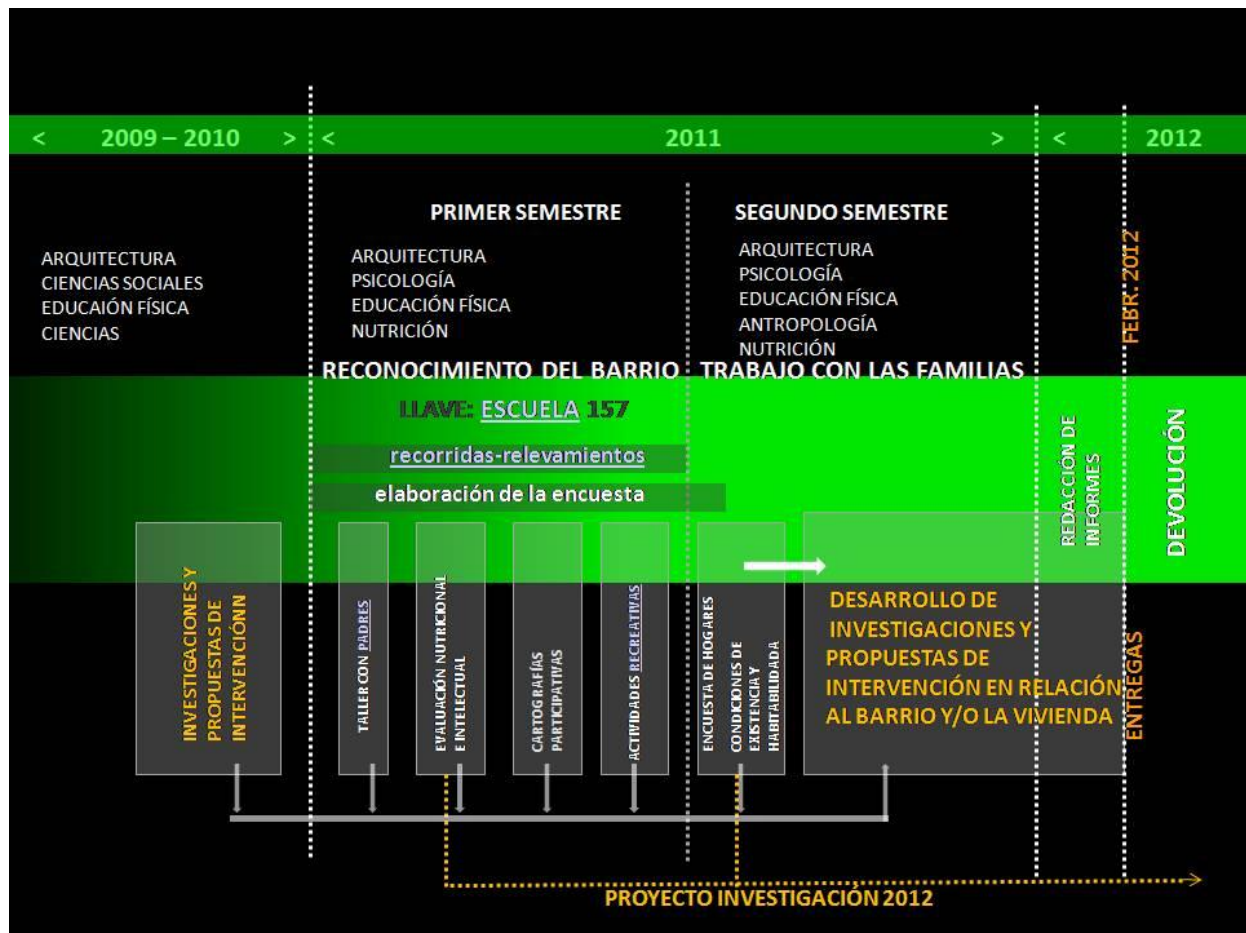 < 2009 – 2010 > < 2011 > < 2012
PRIMER SEMESTRE
SEGUNDO SEMESTRE
ARQUITECTURA
CIENCIAS SOCIALES
EDUCAIÓN FÍSICA
CIENCIAS
ARQUITECTURA
PSICOLOGÍA
EDUCACIÓN FÍSICA
NUTRICIÓN
ARQUITECTURA
PSICOLOGÍA
EDUCACIÓN FÍSICA
ANTROPOLOGÍA
NUTRICIÓN
FEBR. 2012
RECONOCIMIENTO DEL BARRIO
TRABAJO CON LAS FAMILIAS
LLAVE: ESCUELA 157
recorridas-relevamientos
elaboración de la encuesta
REDACCIÓN DE
INFORMES
DEVOLUCIÓN
INVESTIGACIONES Y
PROPUESTAS DE
INTERVENCIÓNN
TALLER CON PADRES
EVALUACIÓN NUTRICIONAL
E INTELECTUAL
CARTOGRAFÍAS
PARTICIPATIVAS
ACTIVIDADES RECREATIVAS
ENCUESTA DE HOGARES
CONDICIONES DE
EXISTENCIA Y
HABITABILIDADA
DESARROLLO DE
INVESTIGACIONES Y
PROPUESTAS DE
INTERVENCIÓN EN RELACIÓN
AL BARRIO Y/O LA VIVIENDA
ENTREGAS
PROYECTO INVESTIGACIÓN 2012